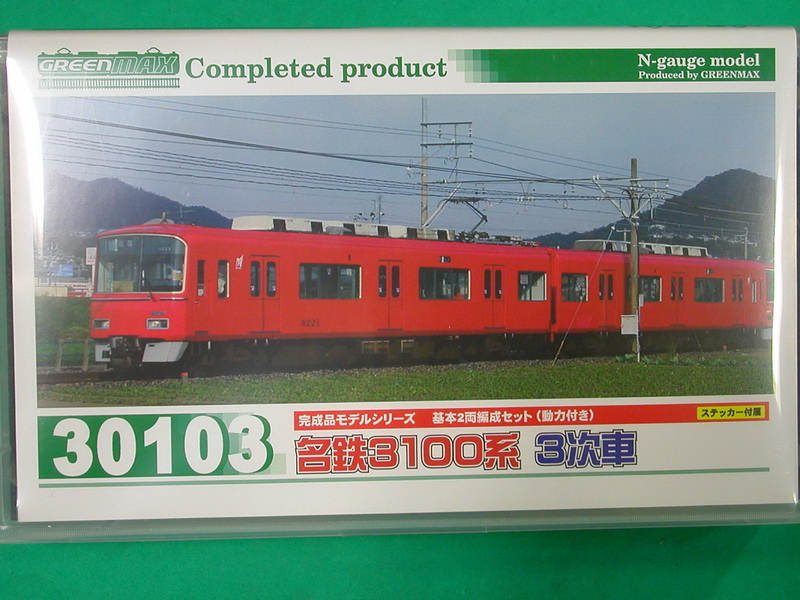 GREENMAX Completed product
N-gauge model
Produced by GREENMAX
30103
完成品モデルシリーズ 基本2両編成セット(動力付き)
ステッカー付属
名鉄3100系 3次車